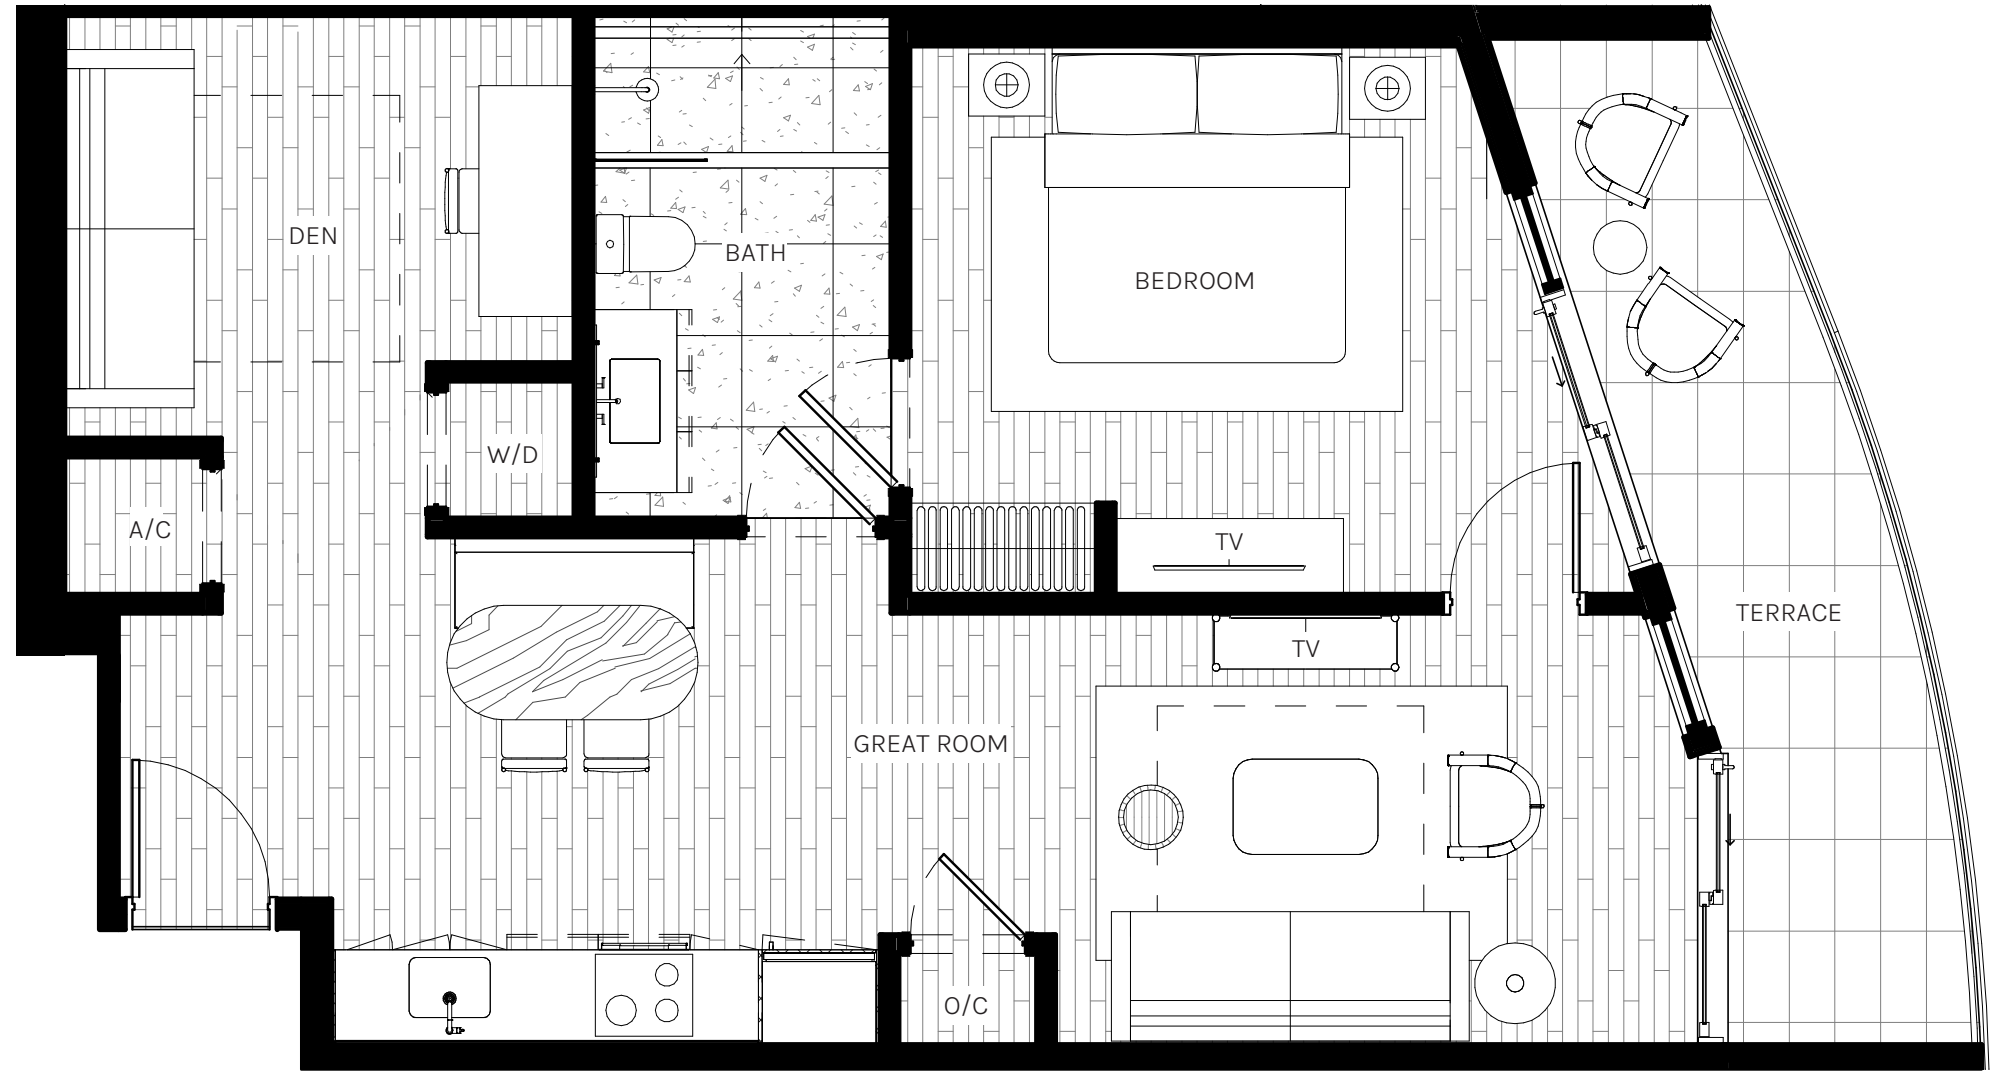 DEN
BATH
BEDROOM
W/D
A/C
TV
TERRACE
TV
GREAT ROOM
O/C